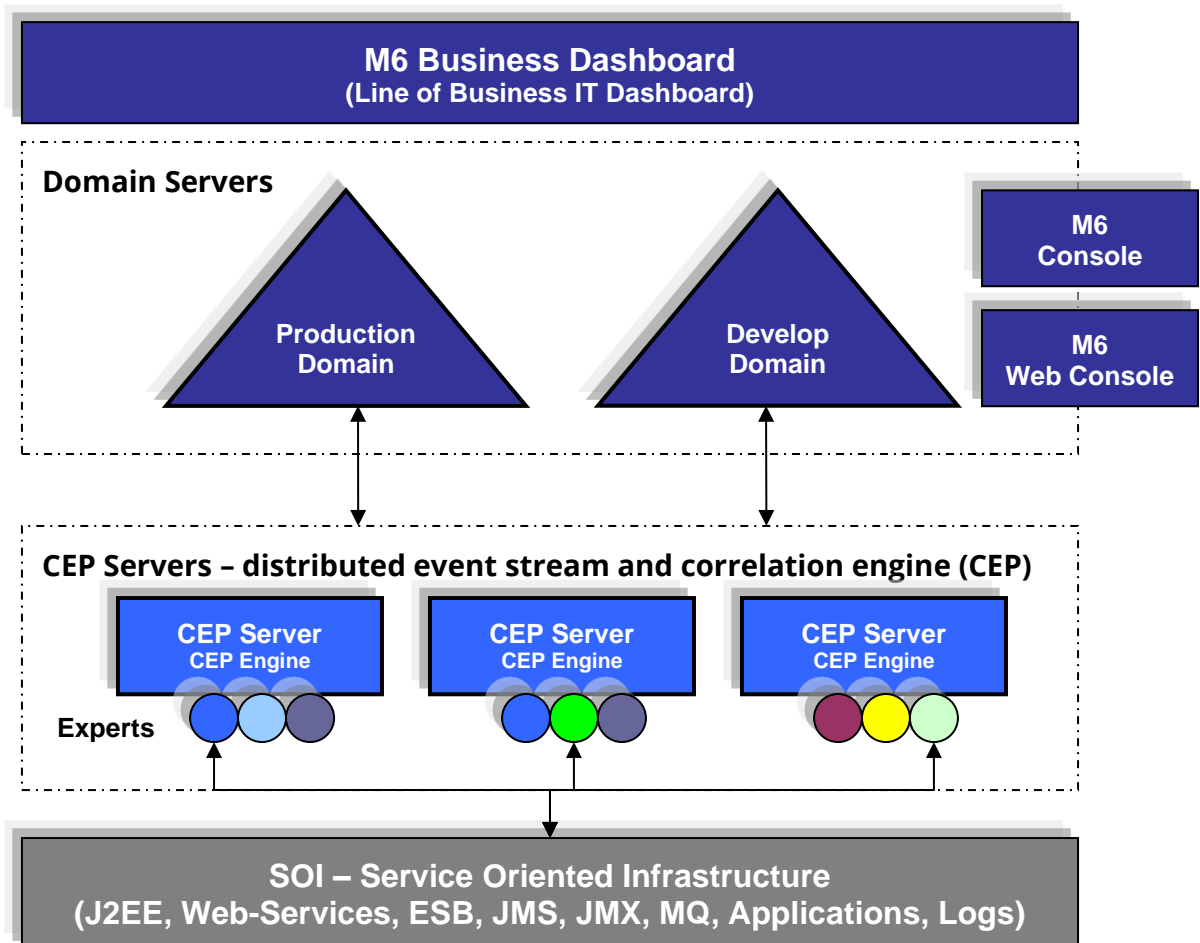 M6 Business Dashboard
(Line of Business IT Dashboard)
Domain Servers
M6
Console
Production
Domain
Develop
Domain
M6
Web Console
CEP Servers – distributed event stream and correlation engine (CEP)
CEP Server
CEP Engine
CEP Server
CEP Engine
CEP Server
CEP Engine
Experts
SOI – Service Oriented Infrastructure
(J2EE, Web-Services, ESB, JMS, JMX, MQ, Applications, Logs)